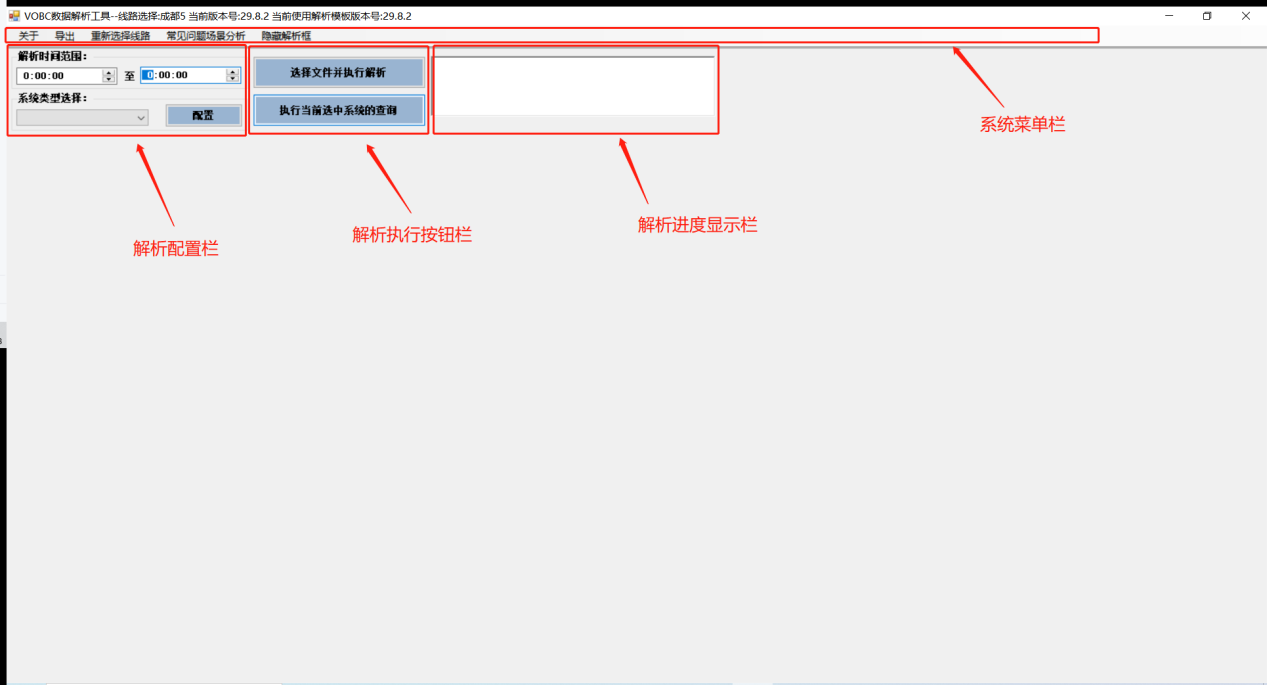 VOBC数据解析工具--线路选择:成都5 当前版本号:29.8.2 当前使用解析模板版本号:29.8.2
关于 导出 重新选择线路 常见问题场景分析 隐藏解析框
解析时间范围:
0:00:00 至 0:00:00
系统类型选择:
配置
选择文件并执行解析
执行当前选中系统的查询
系统菜单栏
解析进度显示栏
解析执行按钮栏
解析配置栏